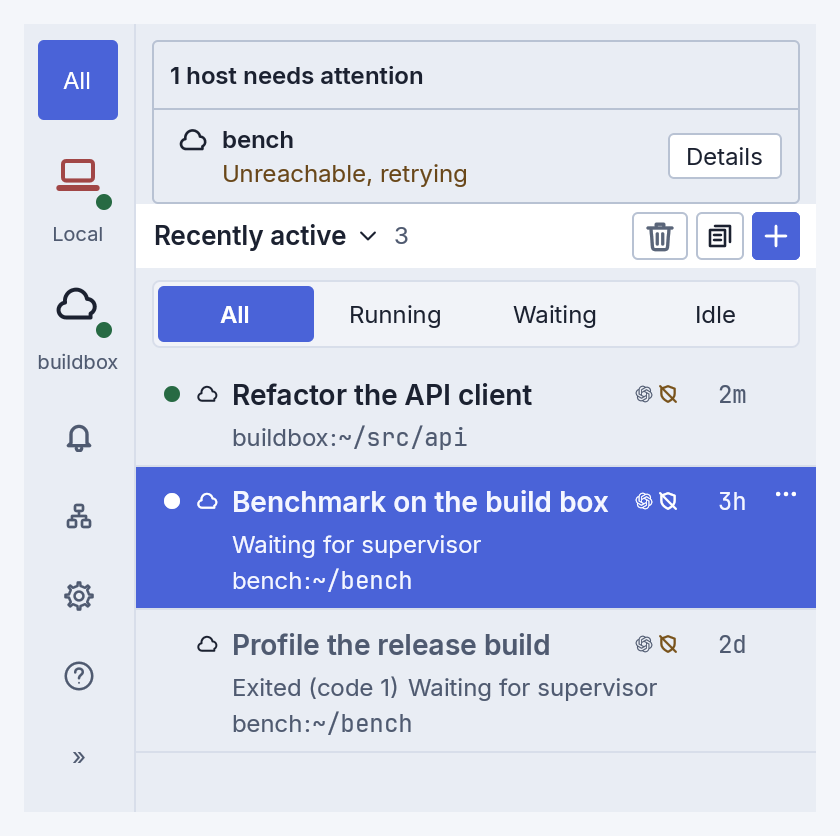 All
Local
buildbox
»
1 host needs attention
bench
Unreachable, retrying
Details
Recently active 3
All Running Waiting Idle
Refactor the API client 2m
buildbox:~/src/api
Benchmark on the build box 3h
Waiting for supervisor
bench:~/bench
Profile the release build 2d
Exited (code 1) Waiting for supervisor
bench:~/bench